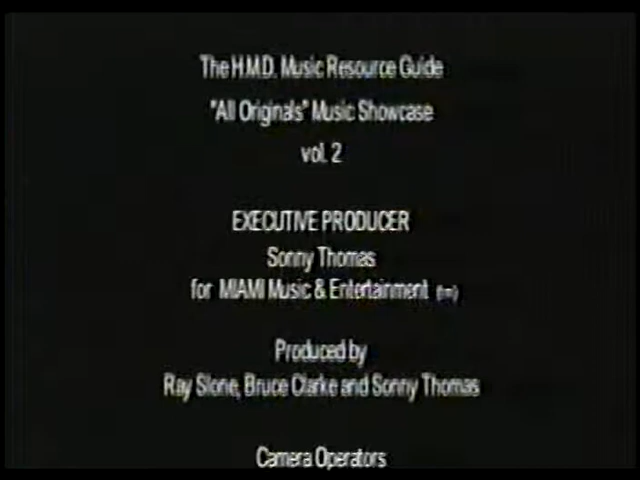 The H.M.D. Music Resource Guide
"All Originals" Music Showcase
vol. 2
EXECUTIVE PRODUCER
Sonny Thomas
for MIAMI Music & Entertainment (tm)
Produced by
Ray Slone, Bruce Clarke and Sonny Thomas
Camera Operators